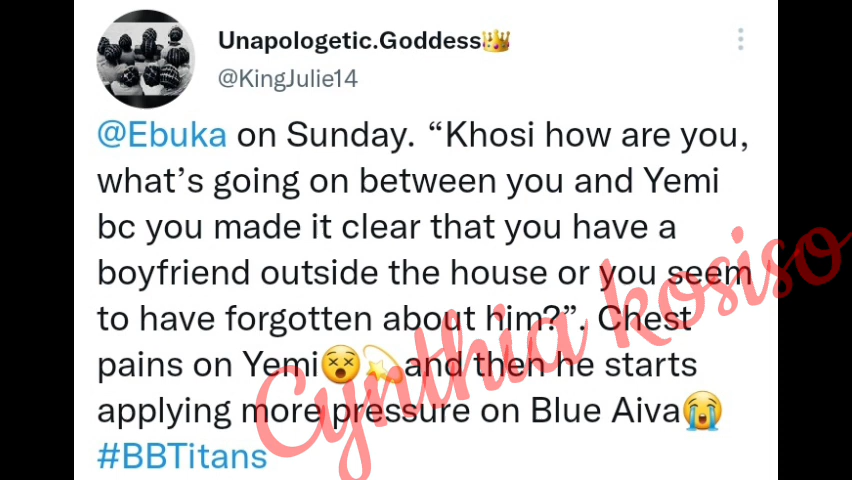 Unapologetic.Goddess👑
@KingJulie14
@Ebuka on Sunday. “Khosi how are you,
what’s going on between you and Yemi
bc you made it clear that you have a
boyfriend outside the house or you seem
to have forgotten about him?”. Chest
pains on Yemi😵💫and then he starts
applying more pressure on Blue Aiva😭
#BBTitans
Cynthia kosiso